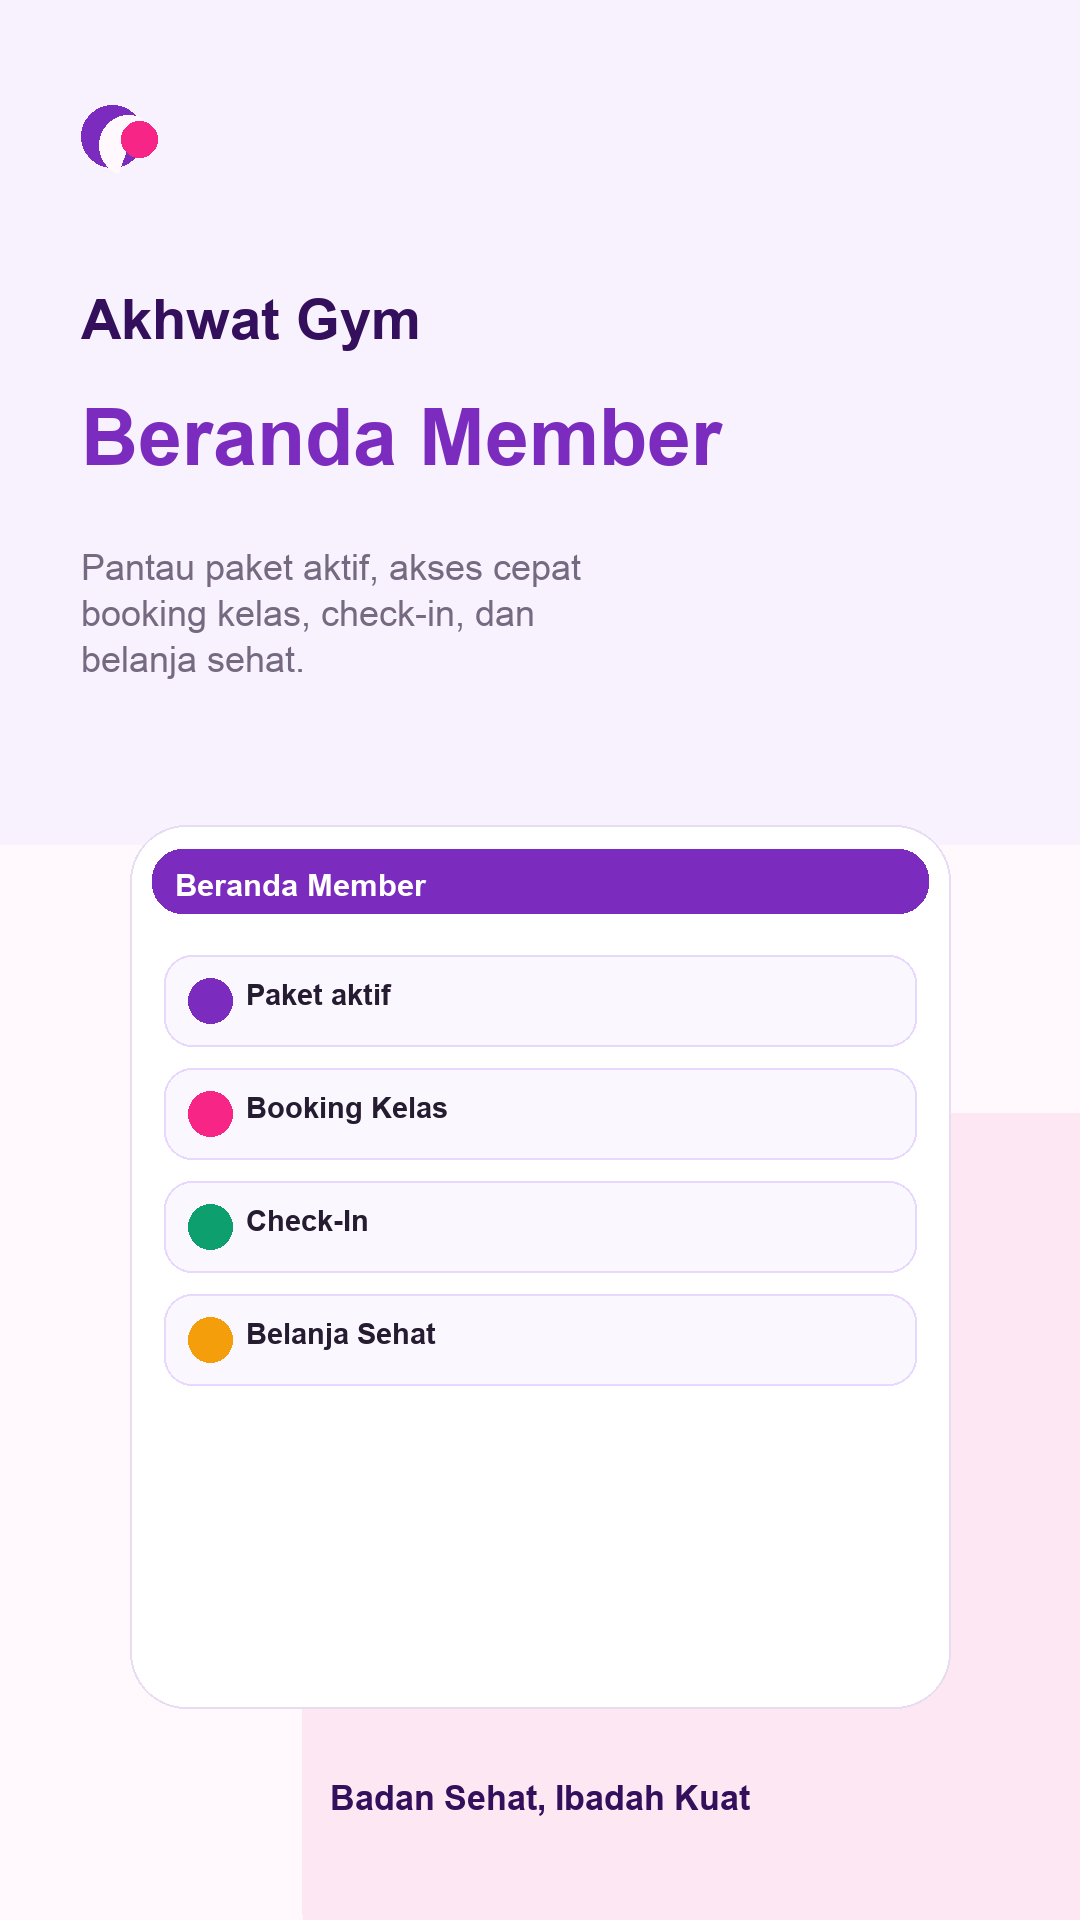 Akhwat Gym
Beranda Member
Pantau paket aktif, akses cepat
booking kelas, check-in, dan
belanja sehat.
Beranda Member
Paket aktif
Booking Kelas
Check-In
Belanja Sehat
Badan Sehat, Ibadah Kuat